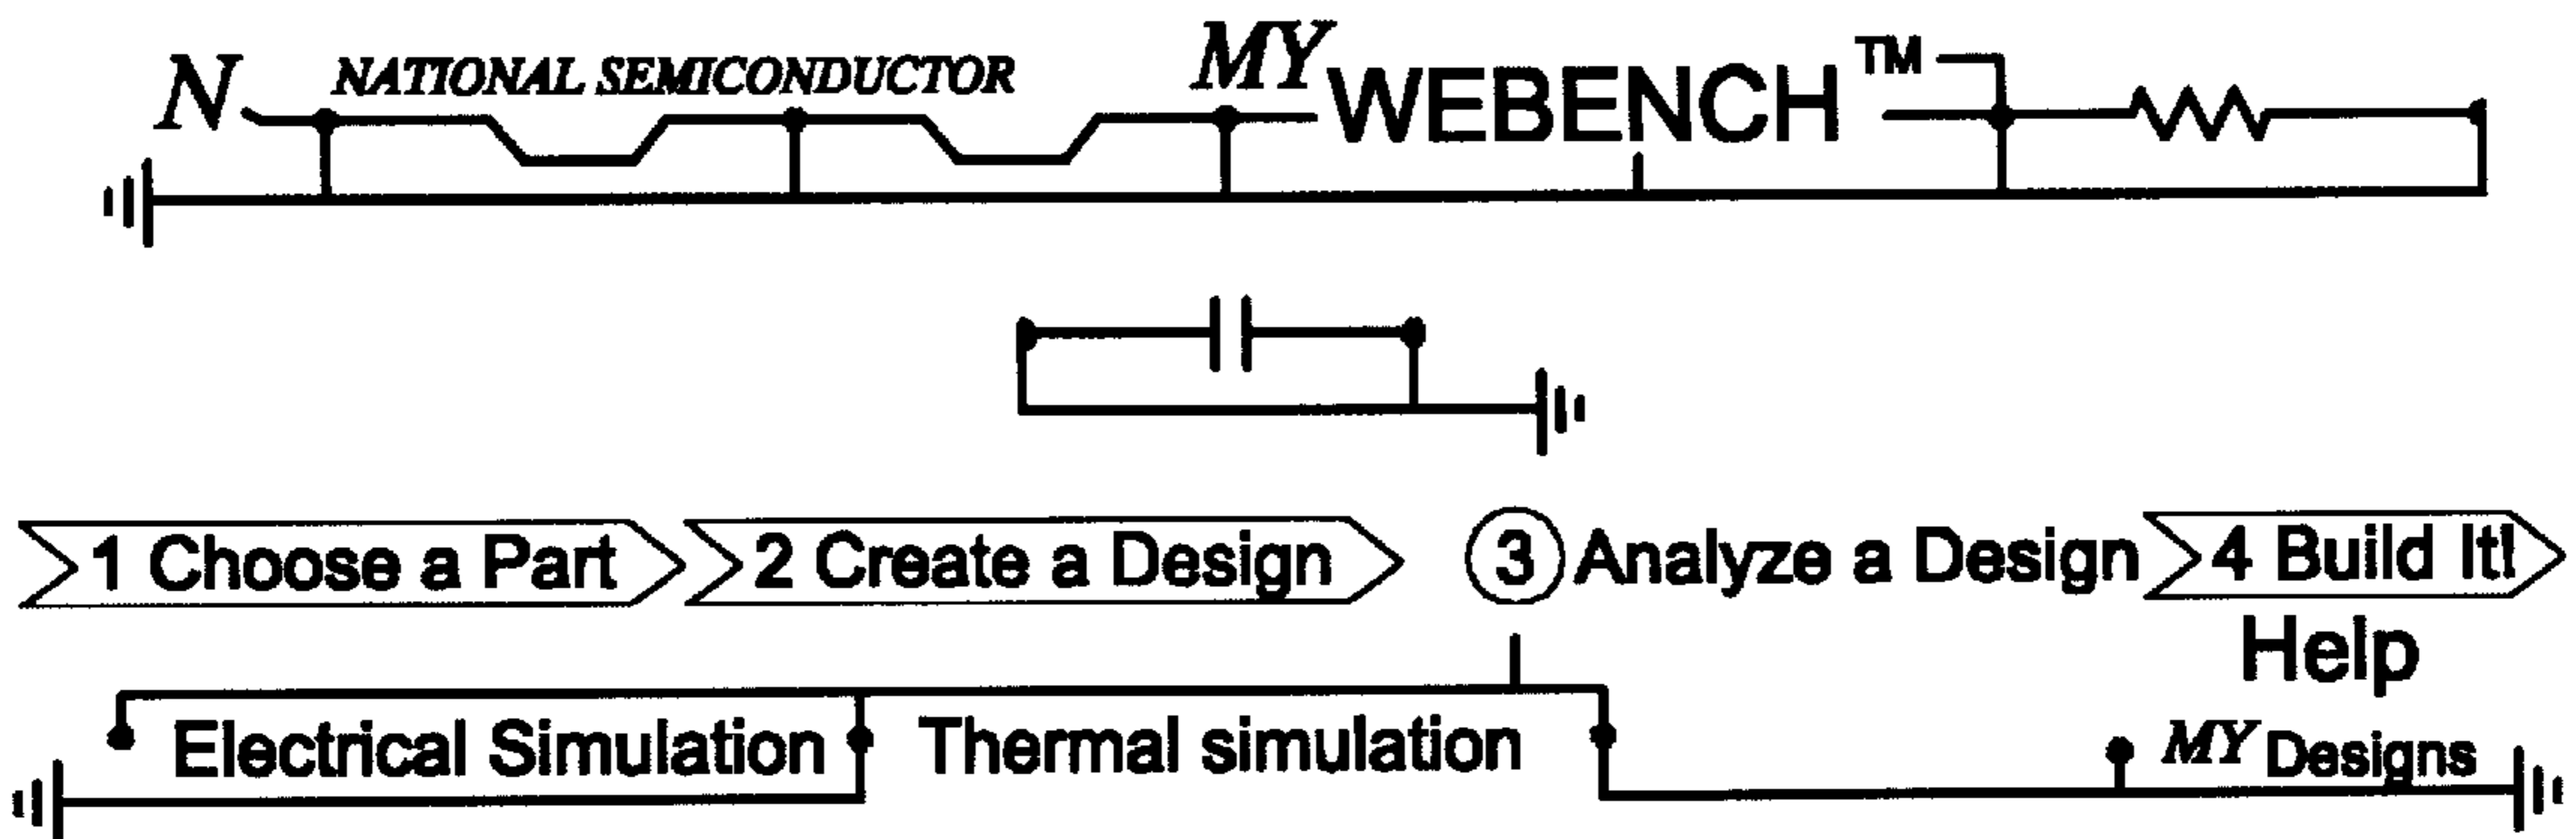 N NATIONAL SEMICONDUCTOR MY WEBENCH™
1 Choose a Part 2 Create a Design 3 Analyze a Design 4 Build It!
Help
Electrical Simulation Thermal simulation MY Designs